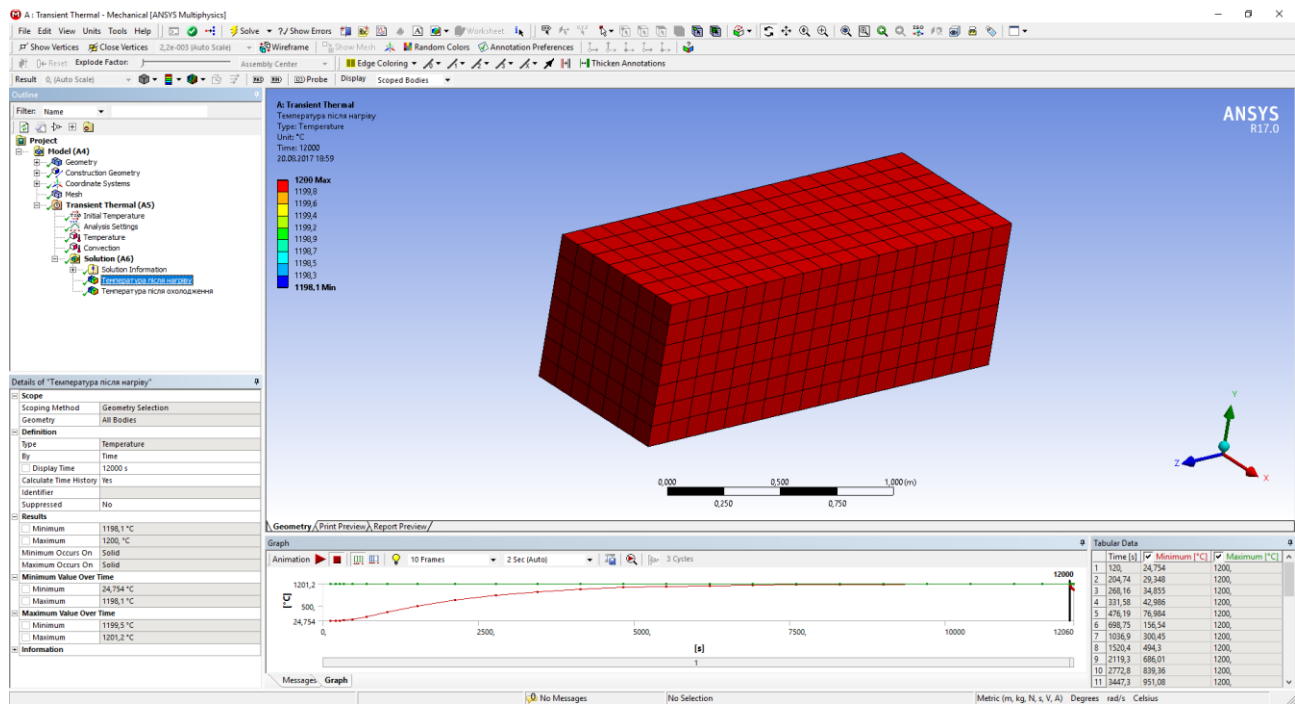 A : Transient Thermal - Mechanical [ANSYS Multiphysics]
File Edit View Units Tools Help Solve ?/ Show Errors Worksheet
Show Vertices Close Vertices 2,2e-003 (Auto Scale) Wireframe Show Mesh Random Colors Annotation Preferences
Reset Explode Factor: Assembly Center Edge Coloring Thicken Annotations
Result 0, (Auto Scale) Probe Display Scoped Bodies
Outline
Filter: Name
Project
Model (A4)
Geometry
Construction Geometry
Coordinate Systems
Mesh
Transient Thermal (A5)
Initial Temperature
Analysis Settings
Temperature
Convection
Solution (A6)
Solution Information
Температура після нагріву
Температура після охолодження
A: Transient Thermal
Температура після нагріву
Type: Temperature
Unit: °C
Time: 12000
20.08.2017 18:59
1200 Max
1199,8
1199,6
1199,4
1199,2
1198,9
1198,7
1198,5
1198,3
1198,1 Min
ANSYS
R17.0
Y
Z
X
0,000 0,500 1,000 (m)
0,250 0,750
Geometry Print Preview Report Preview
Details of "Температура після нагріву"
Scope
Scoping Method Geometry Selection
Geometry All Bodies
Definition
Type Temperature
By Time
Display Time 12000 s
Calculate Time History Yes
Identifier
Suppressed No
Results
Minimum 1198,1 °C
Maximum 1200, °C
Minimum Occurs On Solid
Maximum Occurs On Solid
Minimum Value Over Time
Minimum 24,754 °C
Maximum 1198,1 °C
Maximum Value Over Time
Minimum 1199,5 °C
Maximum 1201,2 °C
Information
Graph
Animation 10 Frames 2 Sec (Auto) 3 Cycles
12000
1201,2
500,
24,754
[°C]
0, 2500, 5000, 7500, 10000 12060
[s]
1
Messages Graph
Tabular Data
Time [s] Minimum [°C] Maximum [°C]
1 120, 24,754 1200,
2 204,74 29,348 1200,
3 268,16 34,855 1200,
4 331,58 42,986 1200,
5 476,19 76,984 1200,
6 698,75 156,54 1200,
7 1036,9 300,45 1200,
8 1520,4 494,3 1200,
9 2119,3 686,01 1200,
10 2772,8 839,36 1200,
11 3447,3 951,08 1200,
No Messages No Selection Metric (m, kg, N, s, V, A) Degrees rad/s Celsius